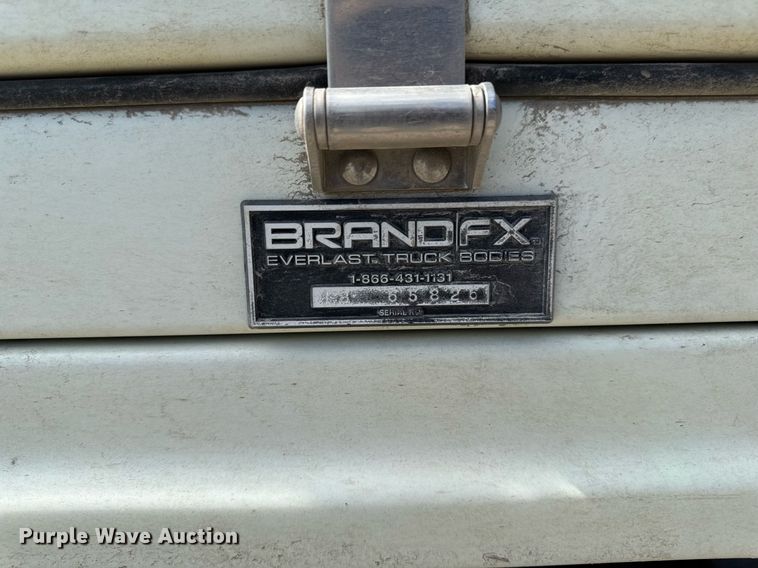 BRANDFX
EVERLAST TRUCK BODIES
1-866-431-1131
65826
SERIAL NO.
Purple Wave Auction®